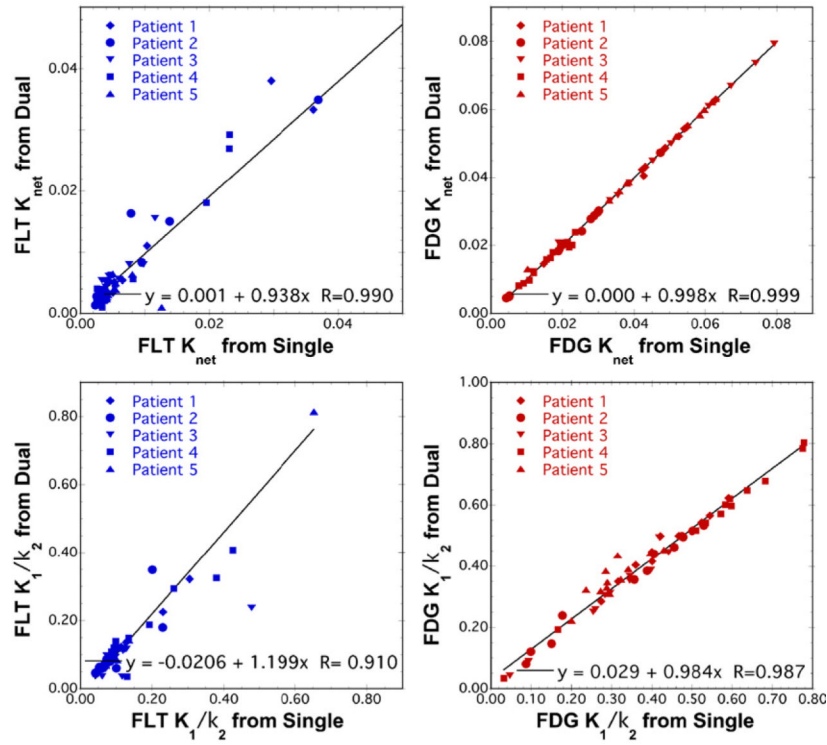 Patient 1
Patient 2
Patient 3
Patient 4
Patient 5
0.04
0.02
0.00
0.00
0.02
0.04
y = 0.001 + 0.938x R=0.990
FLT Knet from Dual
FLT Knet from Single
Patient 1
Patient 2
Patient 3
Patient 4
Patient 5
0.08
0.06
0.04
0.02
0.00
0.00
0.02
0.04
0.06
0.08
y = 0.000 + 0.998x R=0.999
FDG Knet from Dual
FDG Knet from Single
Patient 1
Patient 2
Patient 3
Patient 4
Patient 5
0.80
0.60
0.40
0.20
0.00
0.00
0.20
0.40
0.60
0.80
y = -0.0206 + 1.199x R= 0.910
FLT K1/k2 from Dual
FLT K1/k2 from Single
Patient 1
Patient 2
Patient 3
Patient 4
Patient 5
1.00
0.80
0.60
0.40
0.20
0.00
0.00
0.10
0.20
0.30
0.40
0.50
0.60
0.70
0.80
y = 0.029 + 0.984x R=0.987
FDG K1/k2 from Dual
FDG K1/k2 from Single